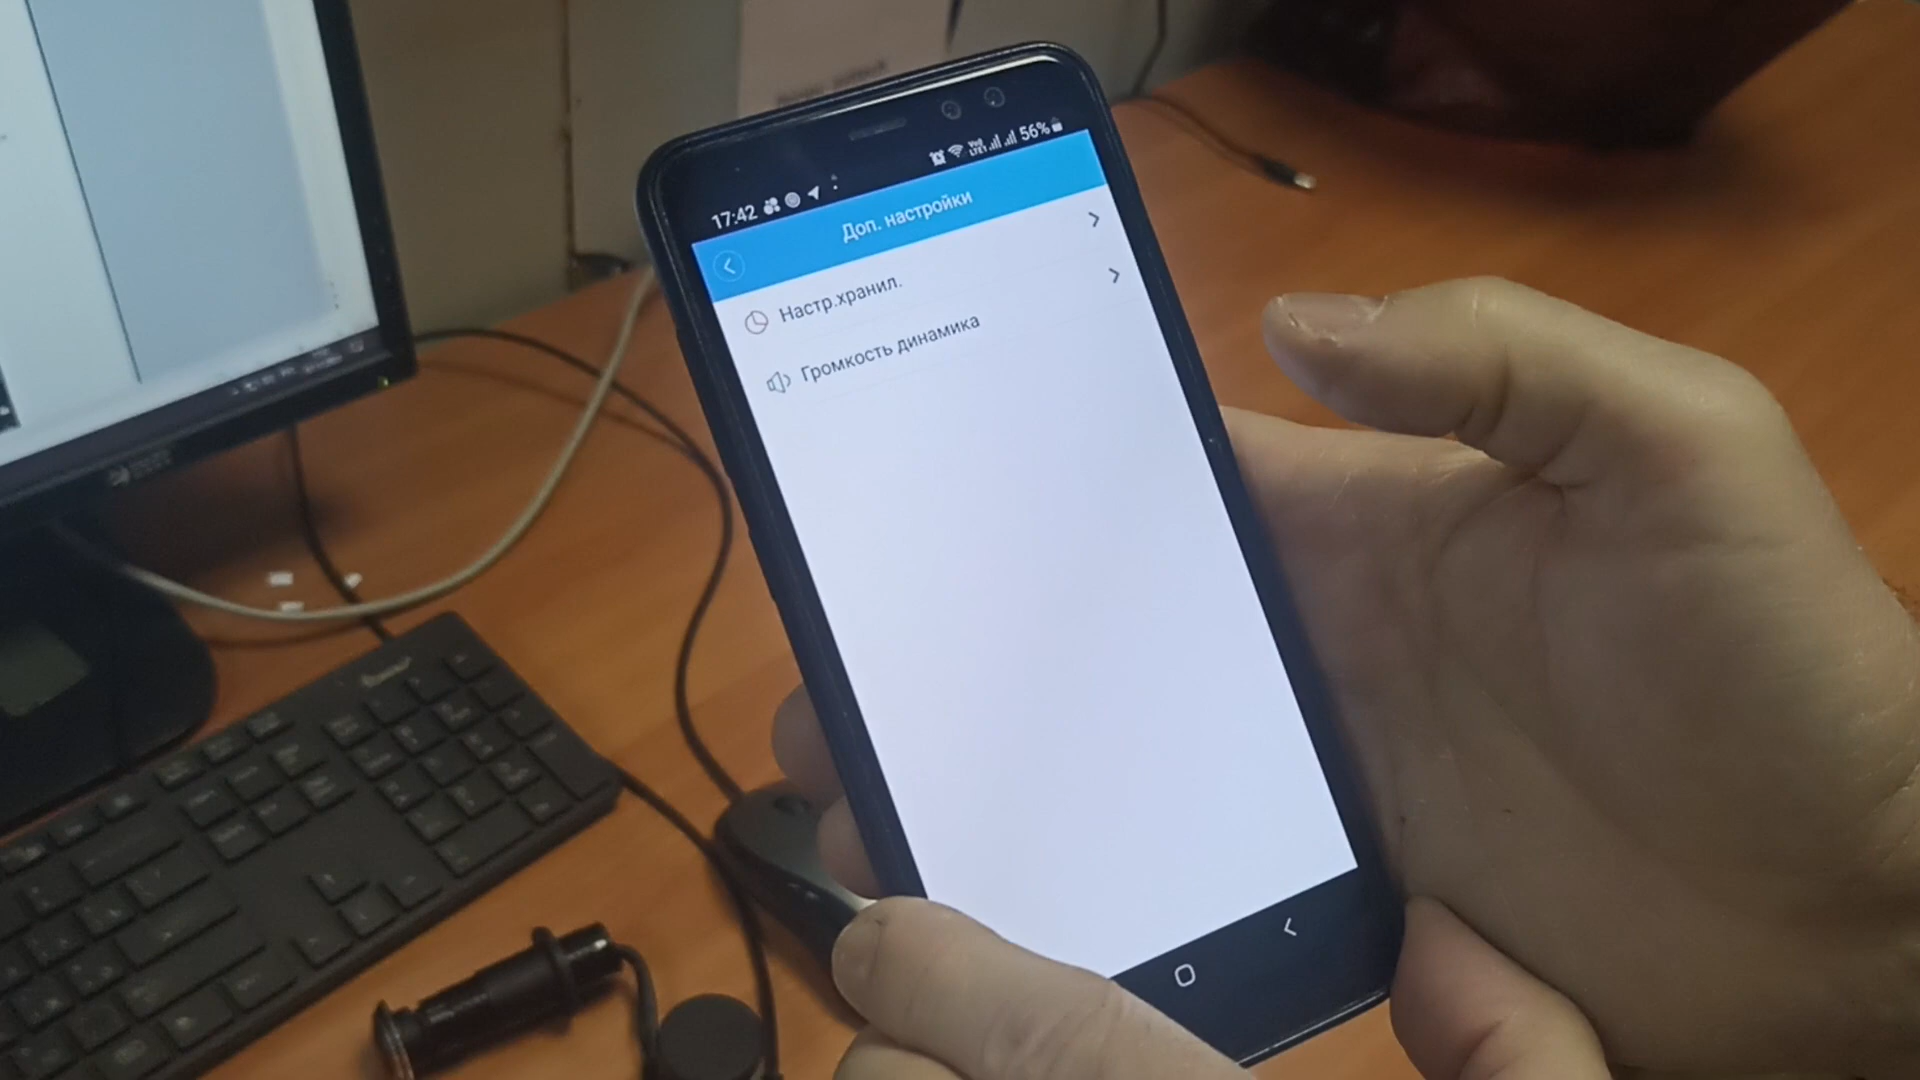 17:42 56%
Доп. настройки
Настр.хранил.
Громкость динамика